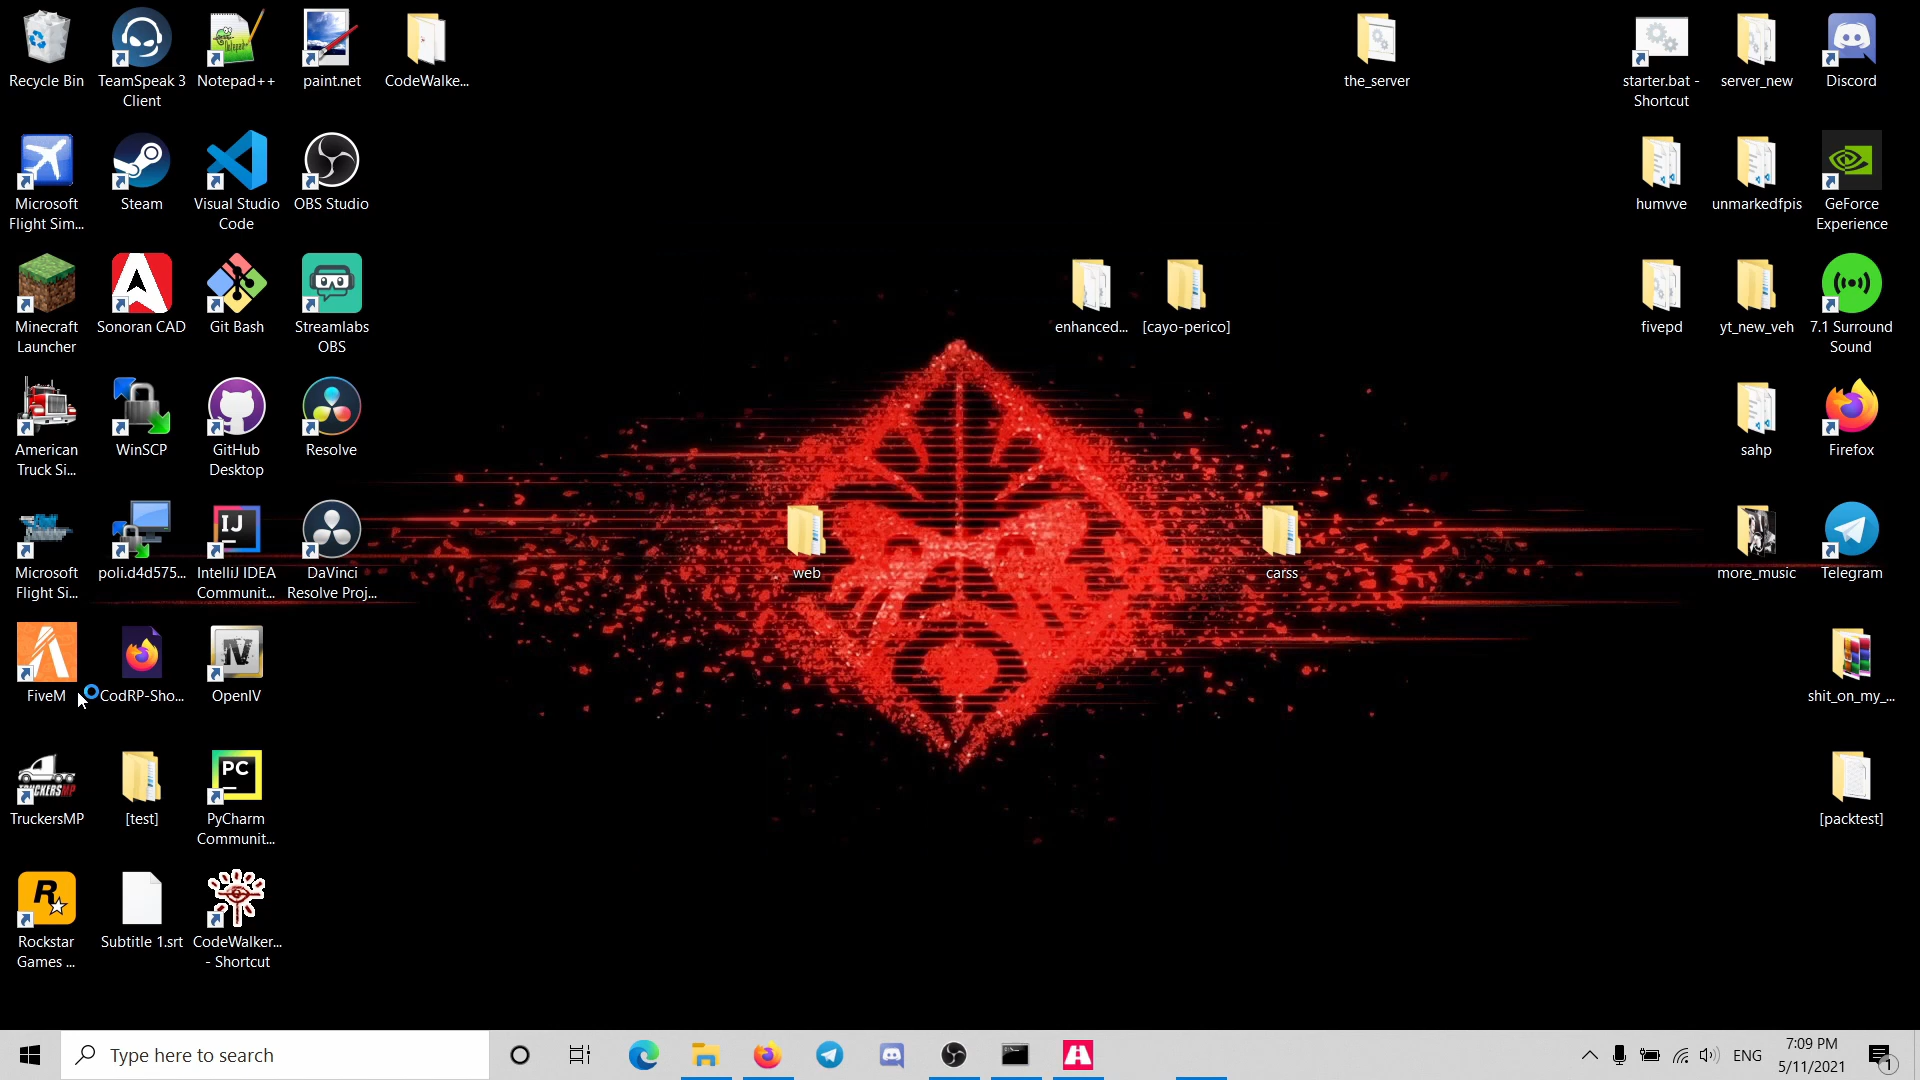 Recycle Bin
TeamSpeak 3
Client
Notepad++
paint.net
CodeWalke...
the_server
starter.bat -
Shortcut
server_new
Discord
Microsoft
Flight Sim...
Steam
Visual Studio
Code
OBS Studio
humvve
unmarkedfpis
GeForce
Experience
Minecraft
Launcher
Sonoran CAD
Git Bash
Streamlabs
OBS
enhanced...
[cayo-perico]
fivepd
yt_new_veh
7.1 Surround
Sound
American
Truck Si...
WinSCP
GitHub
Desktop
Resolve
sahp
Firefox
Microsoft
Flight Si...
poli.d4d575...
IJ
IntelliJ IDEA
Communit...
DaVinci
Resolve Proj...
web
carss
more_music
Telegram
FiveM
CodRP-Sho...
OpenIV
shit_on_my_...
TruckersMP
[test]
PC
PyCharm
Communit...
[packtest]
Rockstar
Games ...
Subtitle 1.srt
CodeWalker...
- Shortcut
Type here to search
ENG
7:09 PM
5/11/2021
1